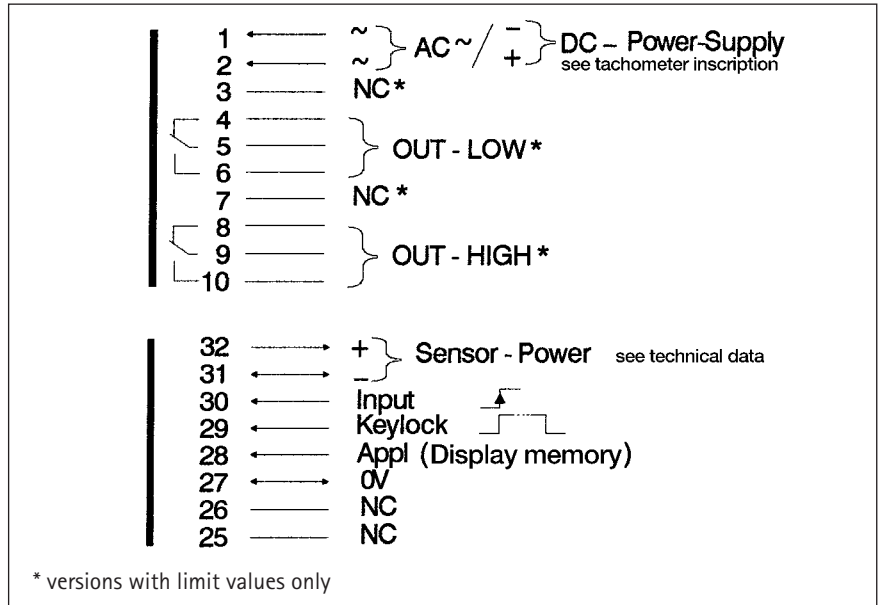 1 ~ AC ~ / − DC - Power-Supply
2 ~ + see tachometer inscription
3 NC *
4
5 OUT - LOW *
6
7 NC *
8
9 OUT - HIGH *
10
32 + Sensor - Power see technical data
31 −
30 Input
29 Keylock
28 Appl (Display memory)
27 0V
26 NC
25 NC
* versions with limit values only